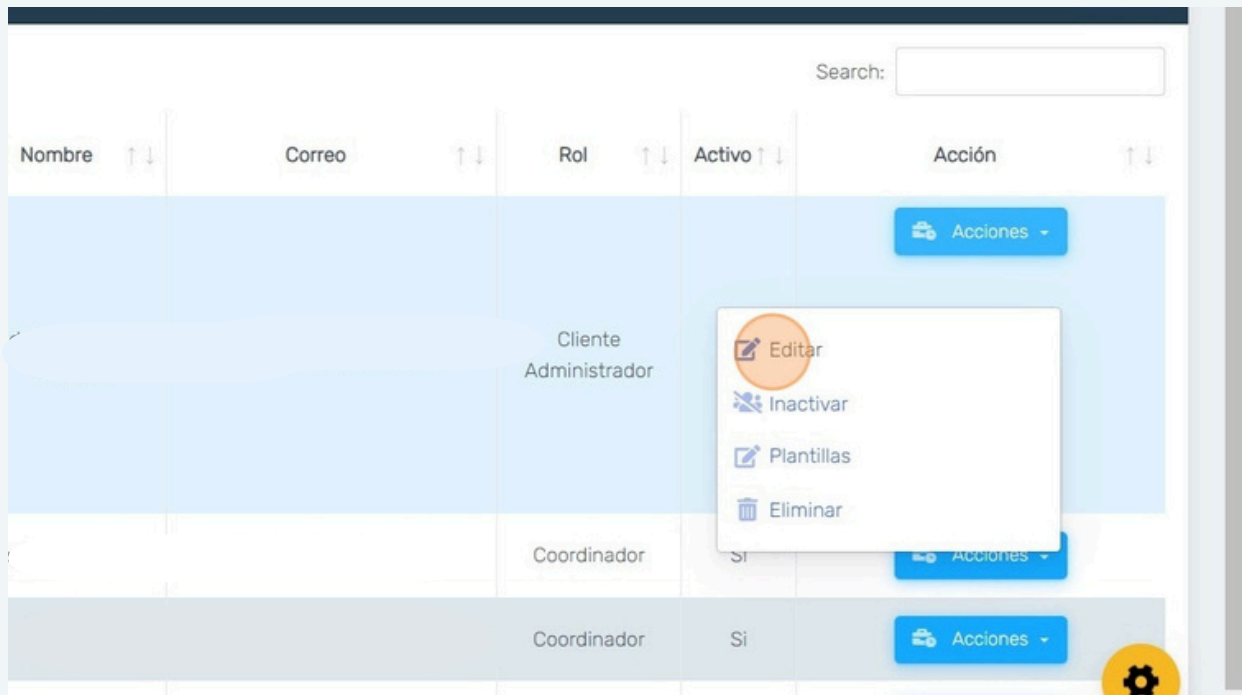 Search:
Nombre Correo Rol Activo Acción
Acciones
Cliente
Administrador
Editar
Inactivar
Plantillas
Eliminar
Coordinador Si Acciones
Coordinador Si Acciones